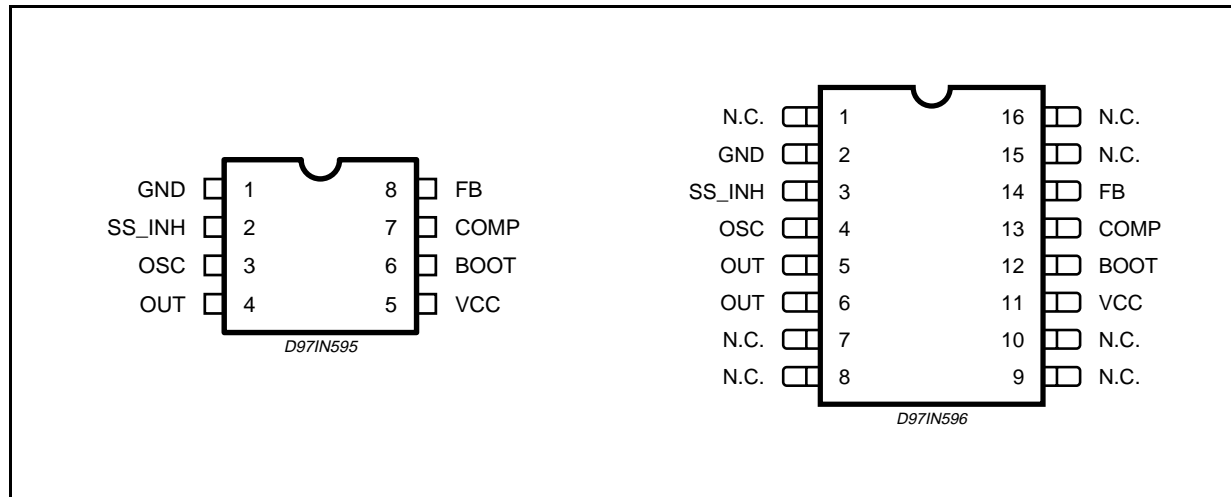 GND 1 8 FB
SS_INH 2 7 COMP
OSC 3 6 BOOT
OUT 4 5 VCC
D97IN595
N.C. 1 16 N.C.
GND 2 15 N.C.
SS_INH 3 14 FB
OSC 4 13 COMP
OUT 5 12 BOOT
OUT 6 11 VCC
N.C. 7 10 N.C.
N.C. 8 9 N.C.
D97IN596